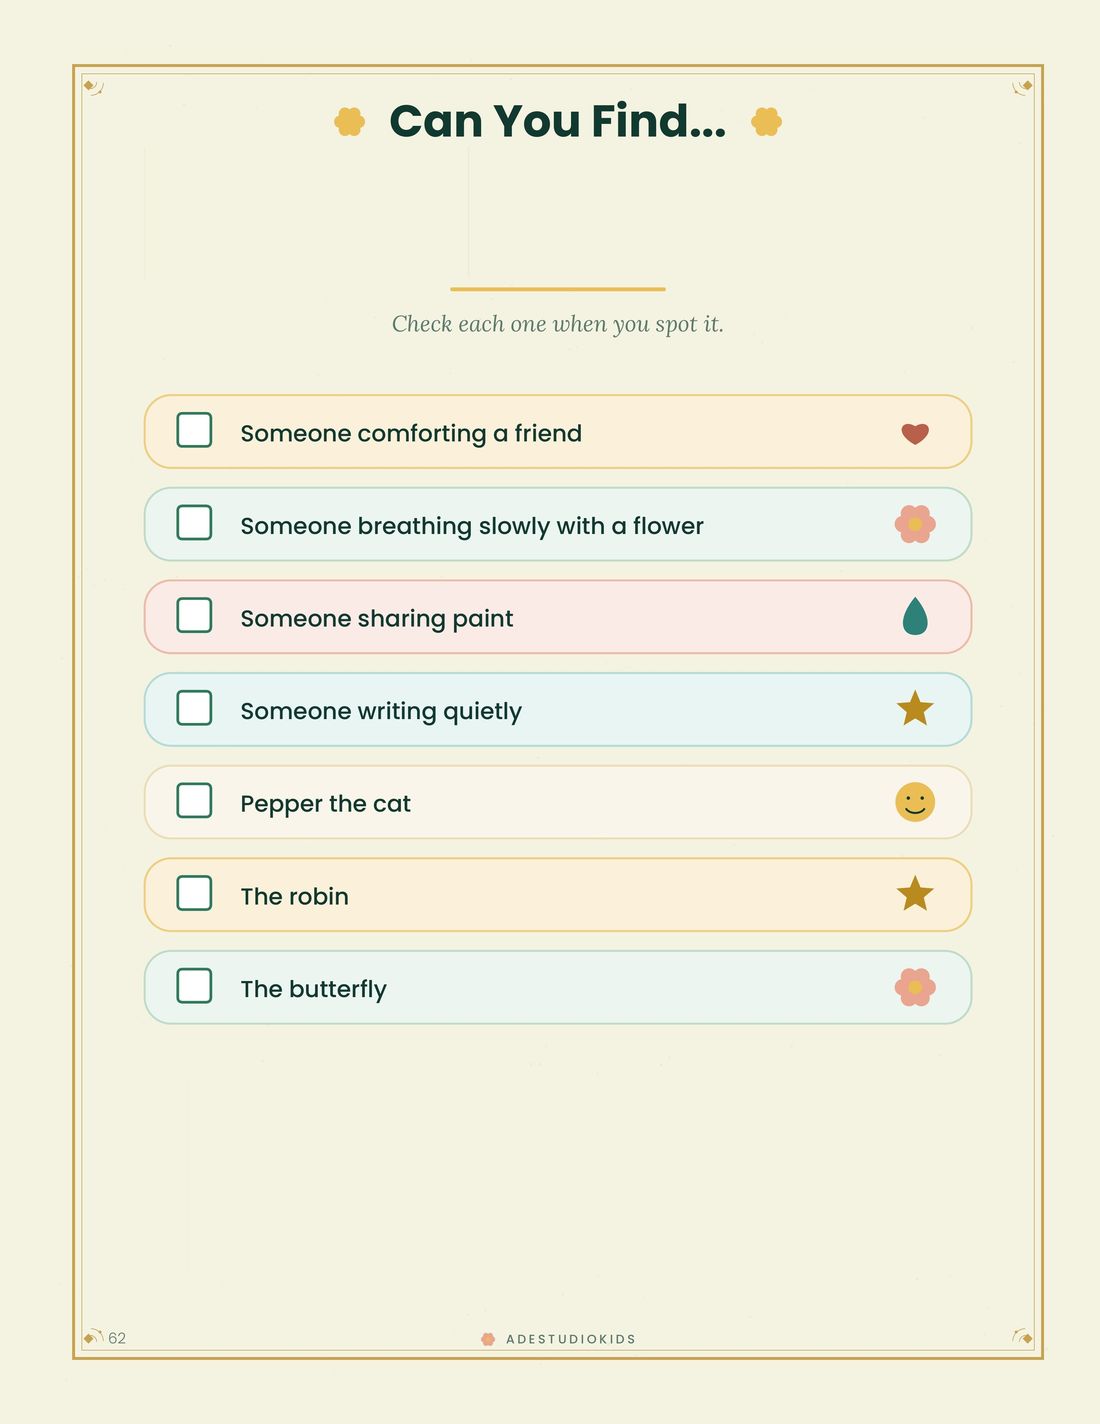 Can You Find...
Check each one when you spot it.
Someone comforting a friend
Someone breathing slowly with a flower
Someone sharing paint
Someone writing quietly
Pepper the cat
The robin
The butterfly
62
ADESTUDIOKIDS